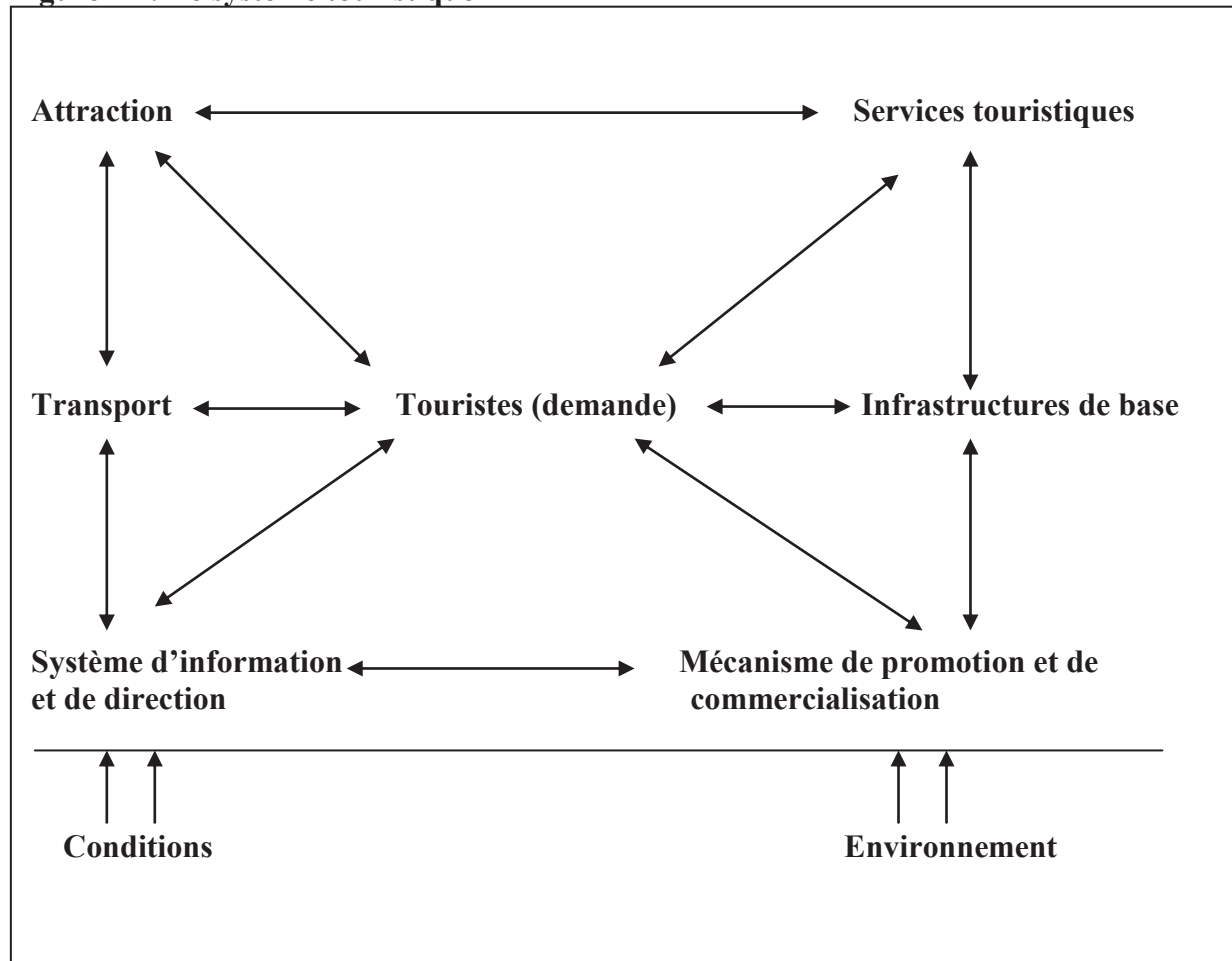 Attraction
Services touristiques
Transport
Touristes (demande)
Infrastructures de base
Système d’information
et de direction
Mécanisme de promotion et de
commercialisation
Conditions
Environnement